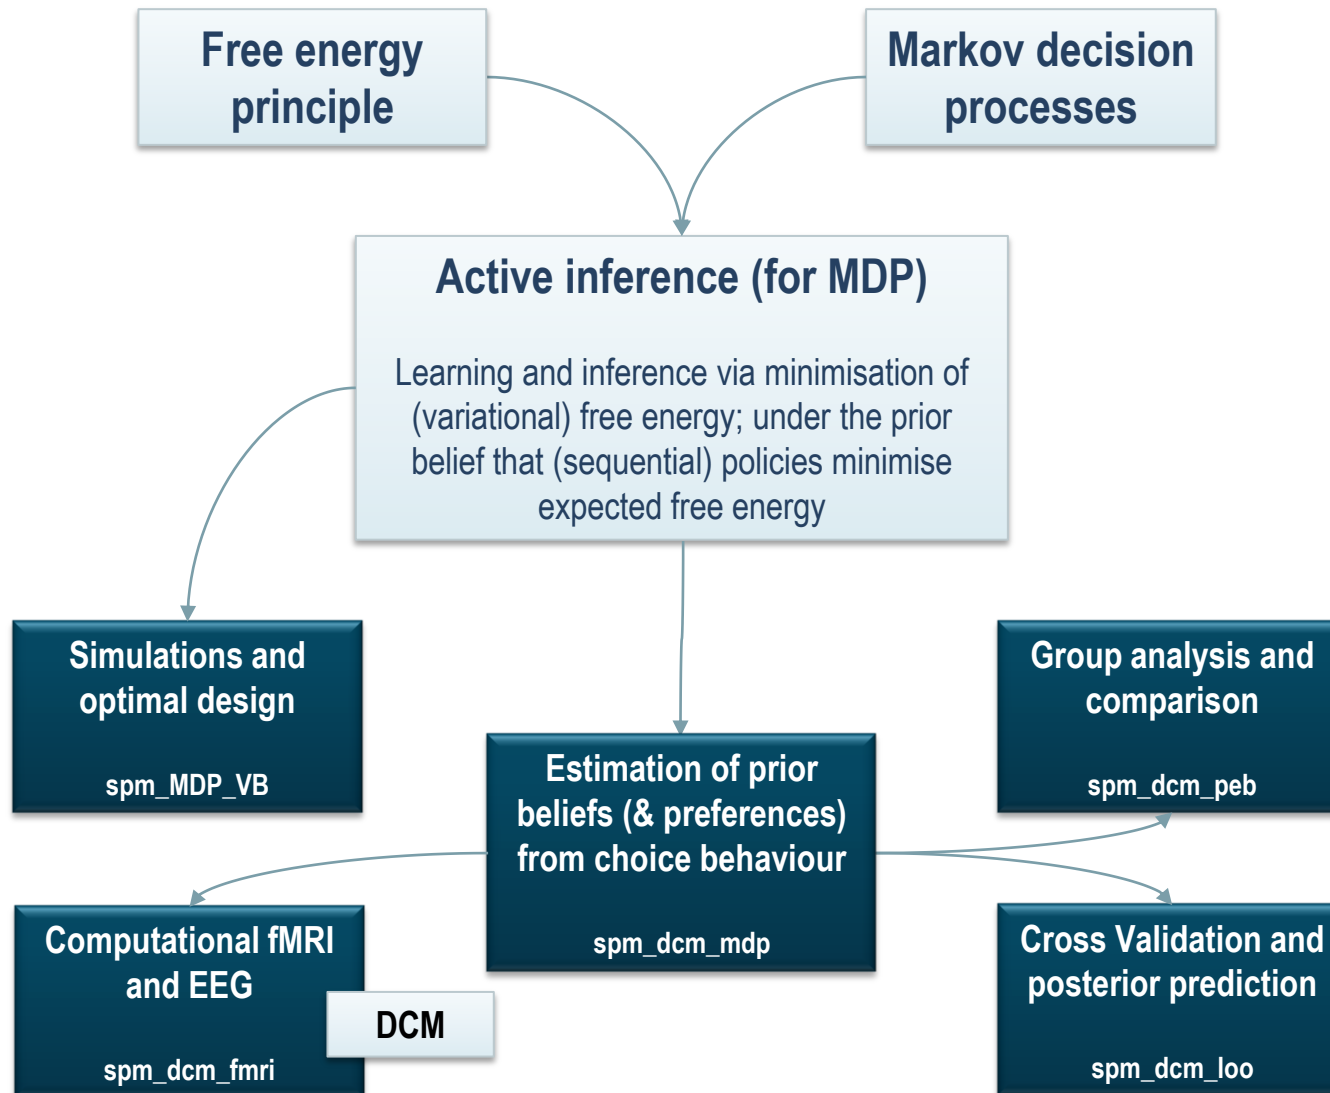 Free energy
principle
Markov decision
processes
Active inference (for MDP)
Learning and inference via minimisation of
(variational) free energy; under the prior
belief that (sequential) policies minimise
expected free energy
Simulations and
optimal design
spm_MDP_VB
Estimation of prior
beliefs (& preferences)
from choice behaviour
spm_dcm_mdp
Group analysis and
comparison
spm_dcm_peb
Computational fMRI
and EEG
spm_dcm_fmri
DCM
Cross Validation and
posterior prediction
spm_dcm_loo